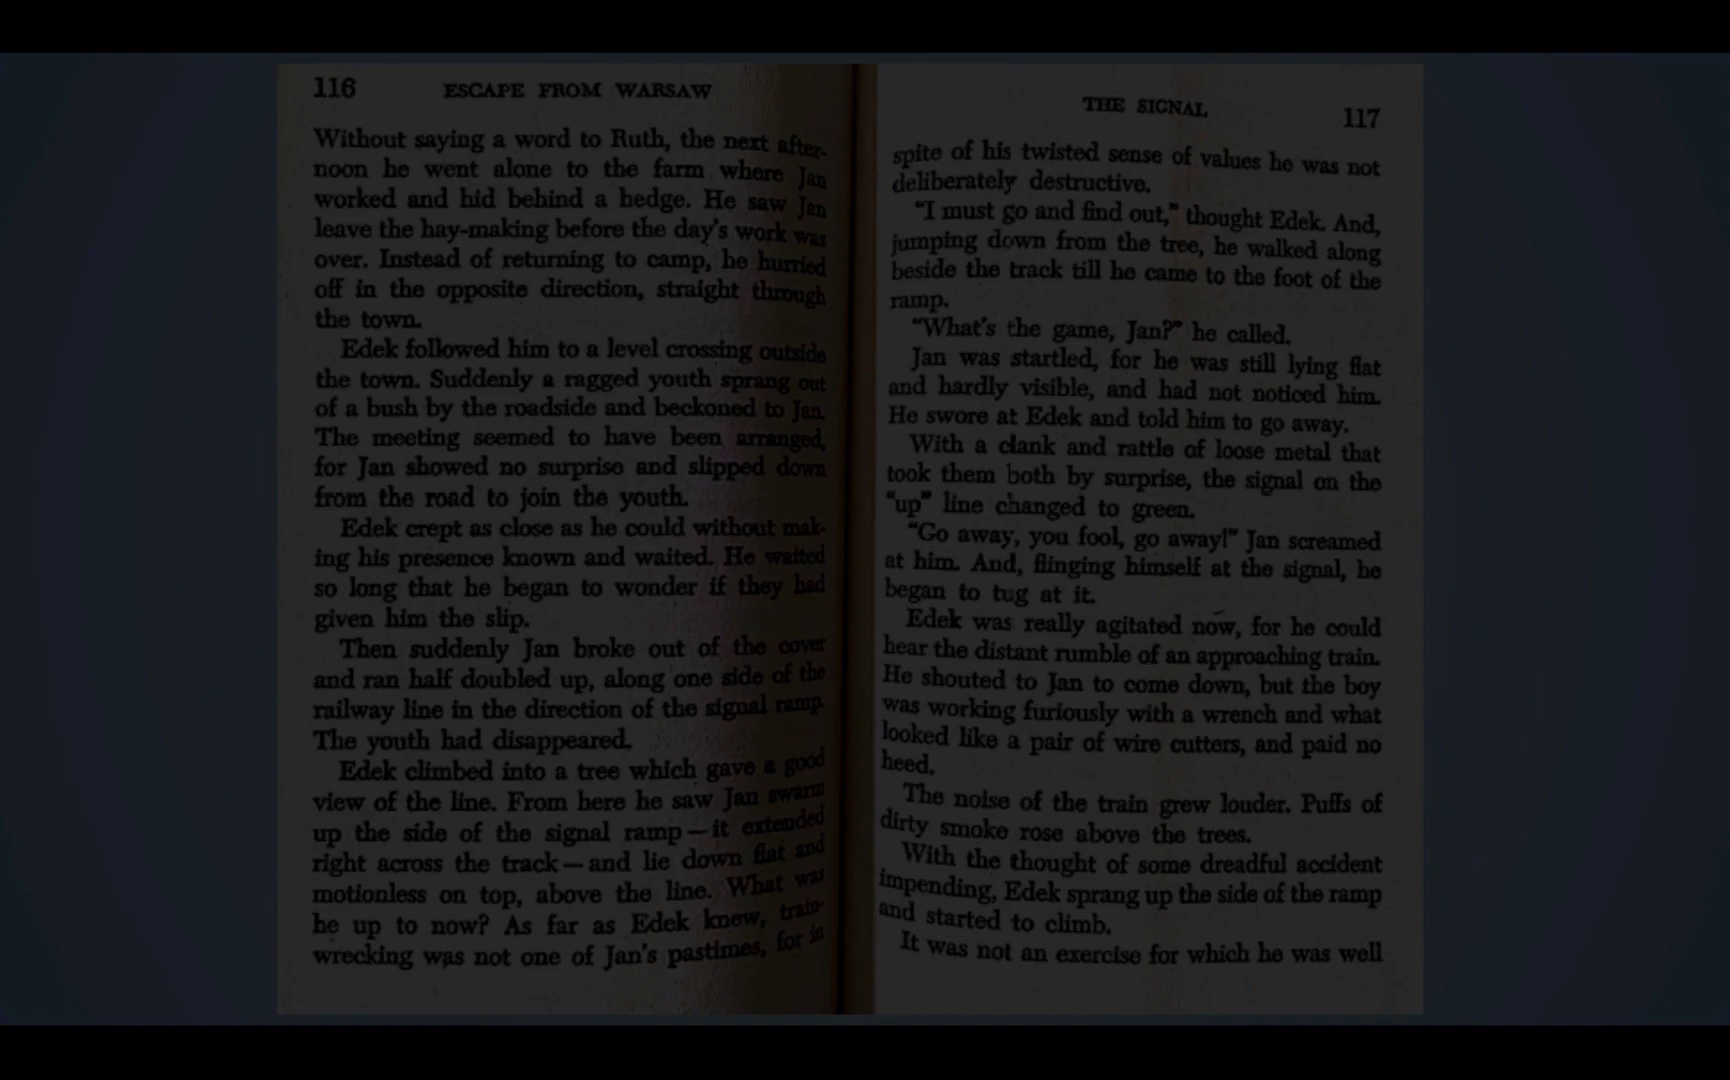 116
ESCAPE FROM WARSAW
Without saying a word to Ruth, the next after-
noon he went alone to the farm where Jan
worked and hid behind a hedge. He saw Jan
leave the hay-making before the day's work was
over. Instead of returning to camp, he hurried
off in the opposite direction, straight through
the town.
Edek followed him to a level crossing outside
the town. Suddenly a ragged youth sprang out
of a bush by the roadside and beckoned to Jan.
The meeting seemed to have been arranged,
for Jan showed no surprise and slipped down
from the road to join the youth.
Edek crept as close as he could without mak-
ing his presence known and waited. He waited
so long that he began to wonder if they had
given him the slip.
Then suddenly Jan broke out of the cover
and ran half doubled up, along one side of the
railway line in the direction of the signal ramp.
The youth had disappeared.
Edek climbed into a tree which gave a good
view of the line. From here he saw Jan swarm
up the side of the signal ramp—it extended
right across the track—and lie down flat and
motionless on top, above the line. What was
he up to now? As far as Edek knew, train-
wrecking was not one of Jan's pastimes, for in
THE SIGNAL
117
spite of his twisted sense of values he was not
deliberately destructive.
"I must go and find out," thought Edek. And,
jumping down from the tree, he walked along
beside the track till he came to the foot of the
ramp.
"What's the game, Jan?" he called.
Jan was startled, for he was still lying flat
and hardly visible, and had not noticed him.
He swore at Edek and told him to go away.
With a clank and rattle of loose metal that
took them both by surprise, the signal on the
"up" line changed to green.
"Go away, you fool, go away!" Jan screamed
at him. And, flinging himself at the signal, he
began to tug at it.
Edek was really agitated now, for he could
hear the distant rumble of an approaching train.
He shouted to Jan to come down, but the boy
was working furiously with a wrench and what
looked like a pair of wire cutters, and paid no
heed.
The noise of the train grew louder. Puffs of
dirty smoke rose above the trees.
With the thought of some dreadful accident
impending, Edek sprang up the side of the ramp
and started to climb.
It was not an exercise for which he was well